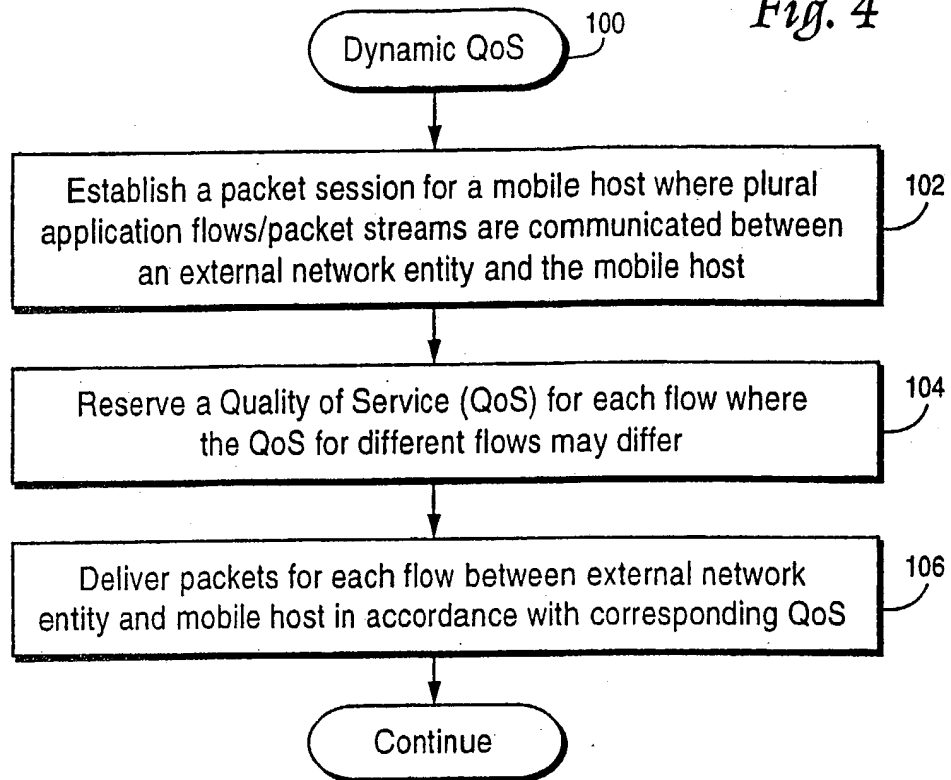 Fig. 4
Dynamic QoS
100
Establish a packet session for a mobile host where plural
application flows/packet streams are communicated between
an external network entity and the mobile host
102
Reserve a Quality of Service (QoS) for each flow where
the QoS for different flows may differ
104
Deliver packets for each flow between external network
entity and mobile host in accordance with corresponding QoS
106
Continue